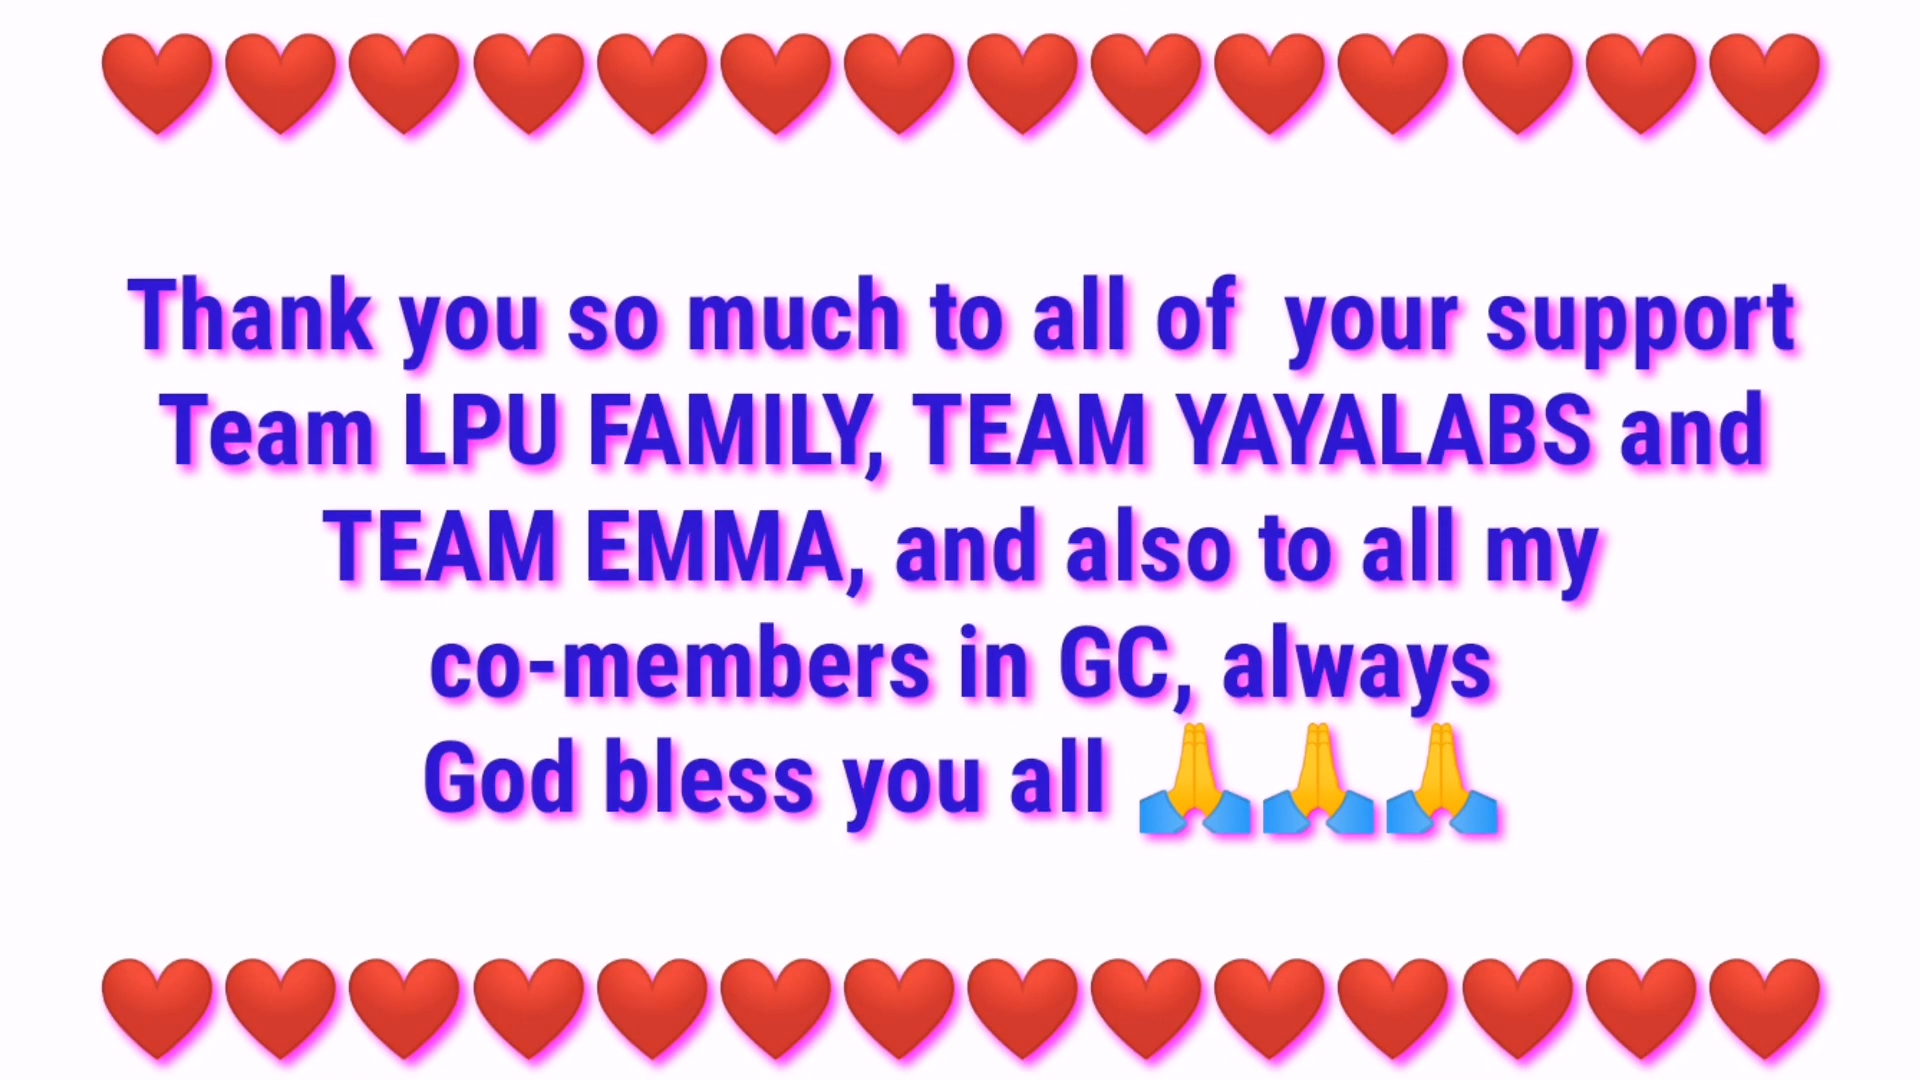 ❤️❤️❤️❤️❤️❤️❤️❤️❤️❤️❤️❤️❤️❤️
Thank you so much to all of  your support
Team LPU FAMILY, TEAM YAYALABS and
TEAM EMMA, and also to all my
co-members in GC, always
God bless you all 🙏🙏🙏
❤️❤️❤️❤️❤️❤️❤️❤️❤️❤️❤️❤️❤️❤️